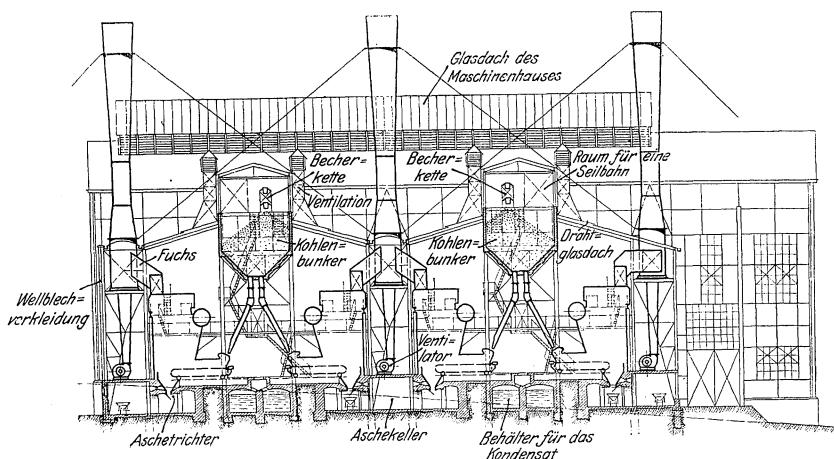 Glasdach des
Maschinenhauses
Becher=
kette
Becher=
kette
Raum für eine
Seilbahn
Ventilation
Fuchs
Kohlen=
bunker
Kohlen=
bunker
Draht=
glasdach
Wellblech=
verkleidung
Venti=
lator
Aschetrichter
Aschekeller
Behälter für das
Kondensat